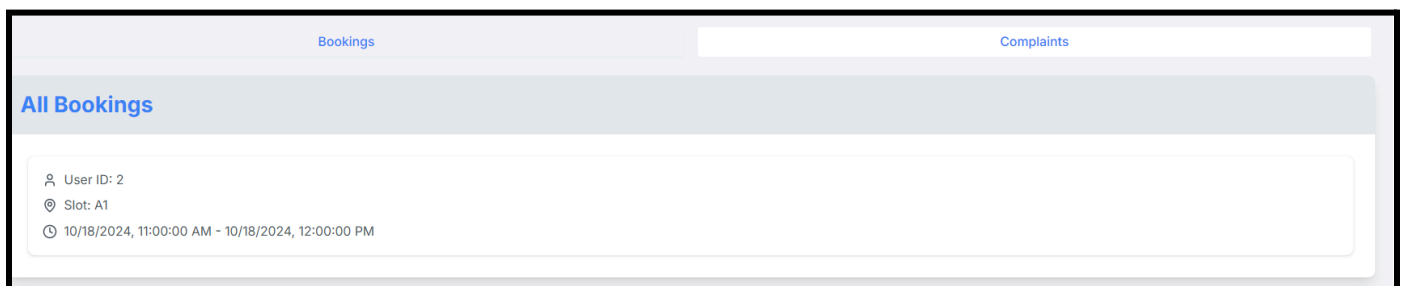 Bookings
Complaints
All Bookings
User ID: 2
Slot: A1
10/18/2024, 11:00:00 AM - 10/18/2024, 12:00:00 PM